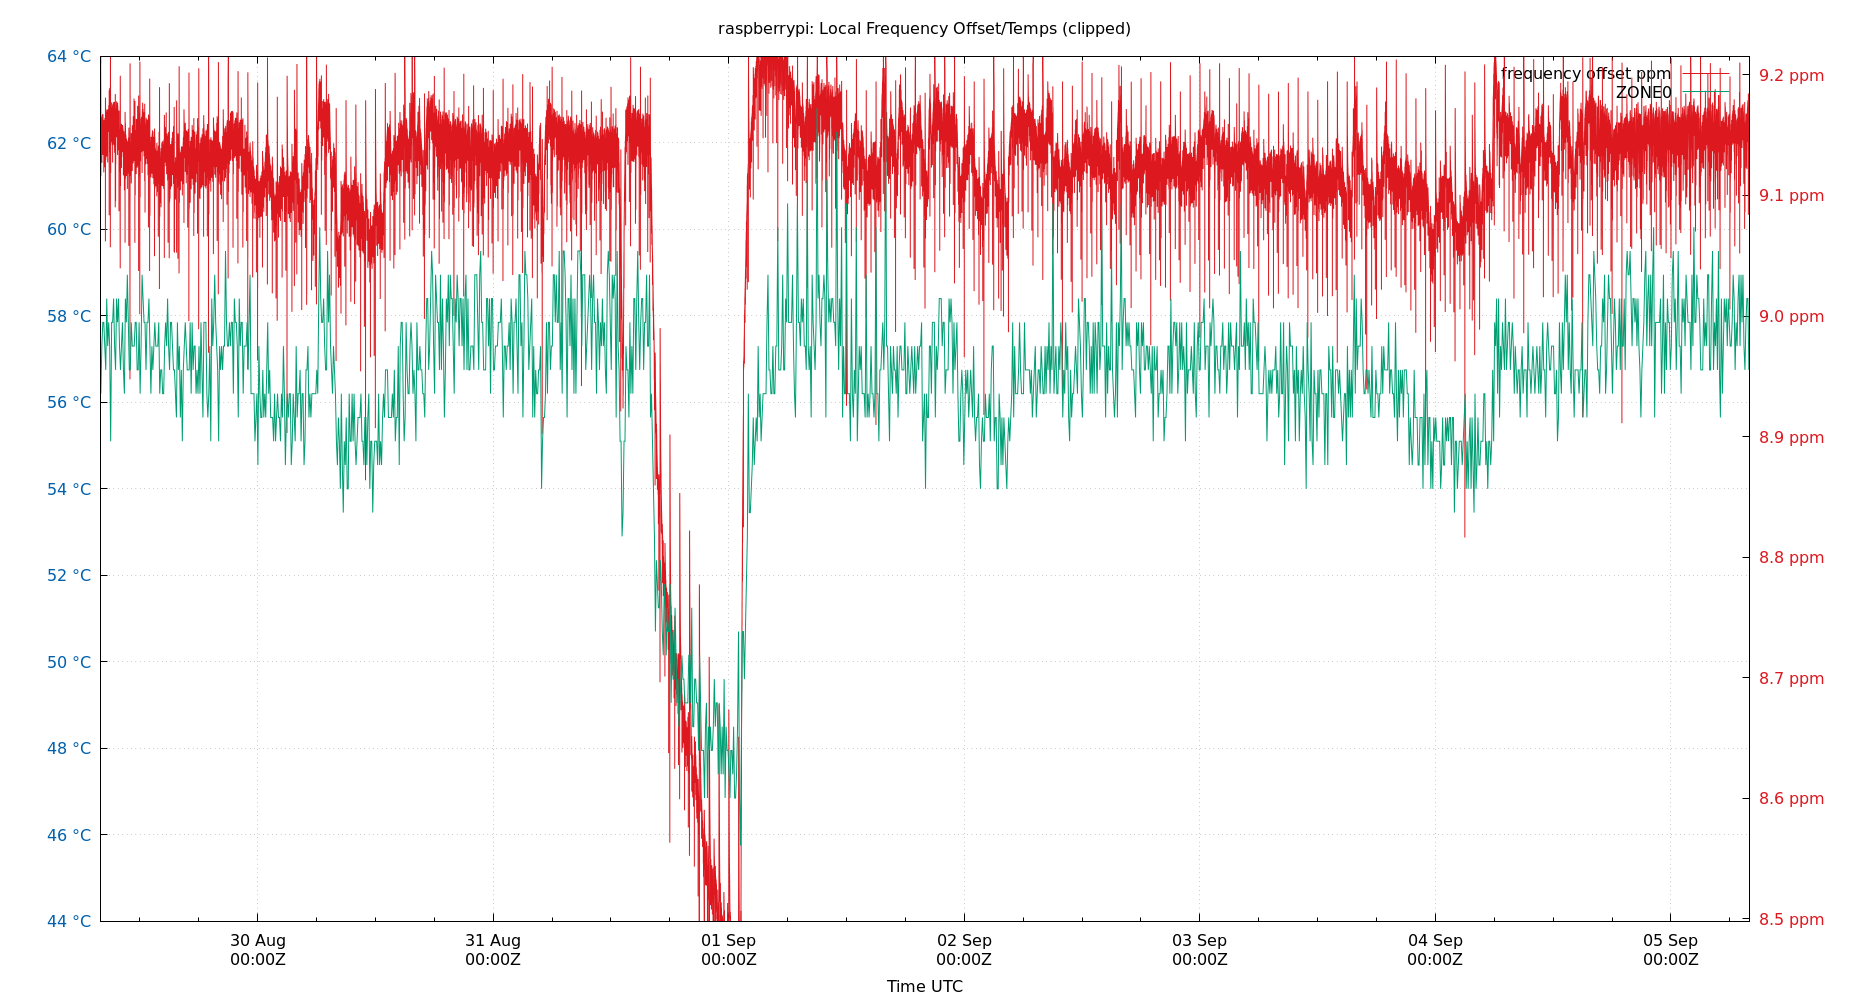 raspberrypi: Local Frequency Offset/Temps (clipped)
64 °C
62 °C
60 °C
58 °C
56 °C
54 °C
52 °C
50 °C
48 °C
46 °C
44 °C
9.2 ppm
9.1 ppm
9.0 ppm
8.9 ppm
8.8 ppm
8.7 ppm
8.6 ppm
8.5 ppm
frequency offset ppm
ZONE0
30 Aug
00:00Z
31 Aug
00:00Z
01 Sep
00:00Z
02 Sep
00:00Z
03 Sep
00:00Z
04 Sep
00:00Z
05 Sep
00:00Z
Time UTC